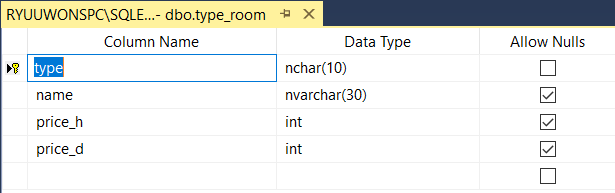 RYUUWONSPC\SQLE...- dbo.type_room
Column Name Data Type Allow Nulls
type nchar(10)
name nvarchar(30)
price_h int
price_d int